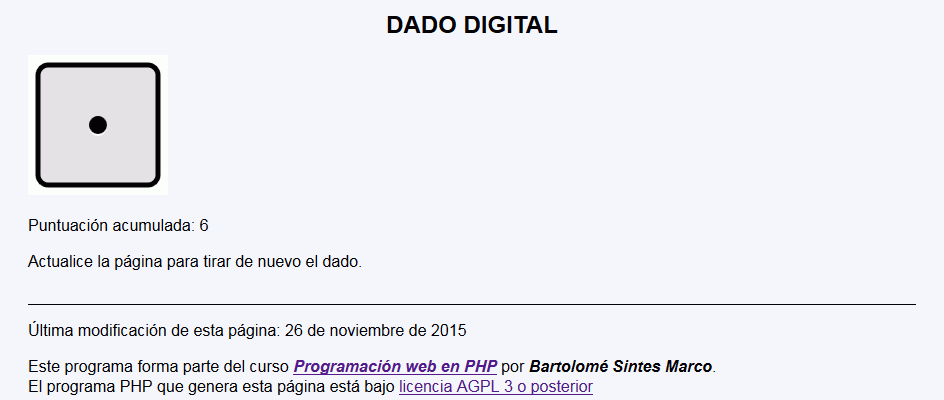 DADO DIGITAL
Puntuación acumulada: 6
Actualice la página para tirar de nuevo el dado.
Última modificación de esta página: 26 de noviembre de 2015
Este programa forma parte del curso Programación web en PHP por Bartolomé Sintes Marco.
El programa PHP que genera esta página está bajo licencia AGPL 3 o posterior